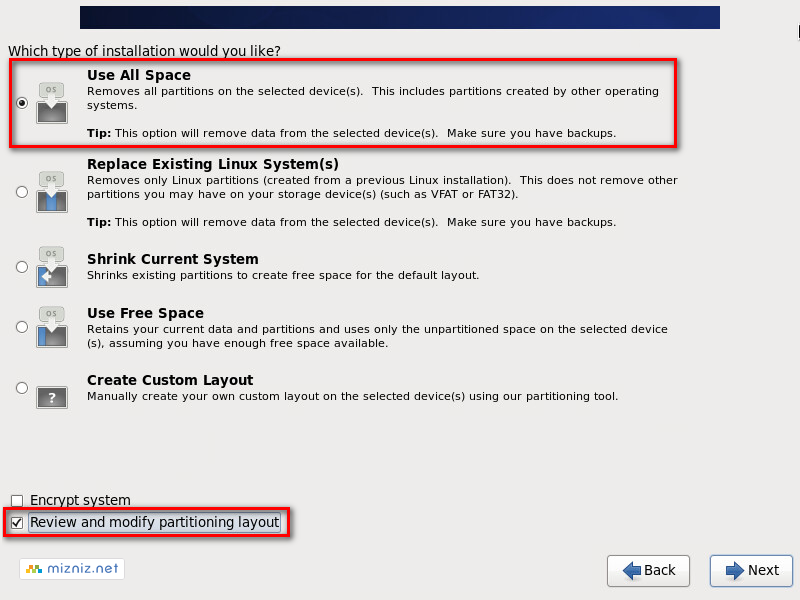 Which type of installation would you like?
OS
Use All Space
Removes all partitions on the selected device(s).  This includes partitions created by other operating
systems.
Tip: This option will remove data from the selected device(s).  Make sure you have backups.
OS
Replace Existing Linux System(s)
Removes only Linux partitions (created from a previous Linux installation).  This does not remove other
partitions you may have on your storage device(s) (such as VFAT or FAT32).
Tip: This option will remove data from the selected device(s).  Make sure you have backups.
OS
Shrink Current System
Shrinks existing partitions to create free space for the default layout.
OS
Use Free Space
Retains your current data and partitions and uses only the unpartitioned space on the selected device
(s), assuming you have enough free space available.
?
Create Custom Layout
Manually create your own custom layout on the selected device(s) using our partitioning tool.
Encrypt system
Review and modify partitioning layout
mizniz.net
Back
Next